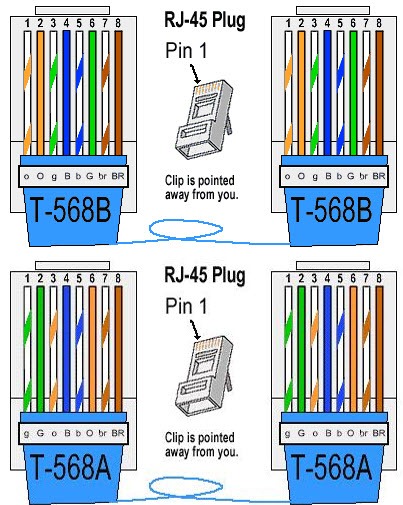 RJ-45 Plug
Pin 1
1 2 3 4 5 6 7 8
1 2 3 4 5 6 7 8
Clip is pointed
away from you.
o O g B b G br BR
o O g B b G br BR
T-568B
T-568B
RJ-45 Plug
Pin 1
1 2 3 4 5 6 7 8
1 2 3 4 5 6 7 8
Clip is pointed
away from you.
g G o B b O br BR
g G o B b O br BR
T-568A
T-568A